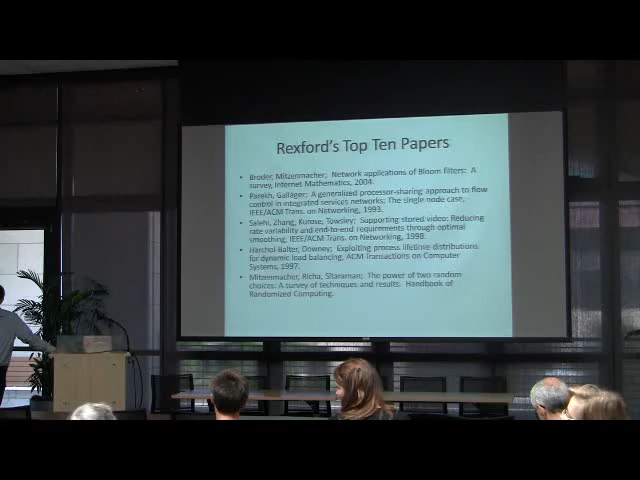 Rexford's Top Ten Papers
• Broder, Mitzenmacher; Network applications of Bloom filters: A
survey, Internet Mathematics, 2004.
• Parekh, Gallager; A generalized processor-sharing approach to flow
control in integrated services networks: The single node case,
IEEE/ACM Trans. on Networking, 1993.
• Salehi, Zhang, Kurose, Towsley; Supporting stored video: Reducing
rate variability and end-to-end requirements through optimal
smoothing, IEEE/ACM Trans. on Networking, 1998.
• Harchol-Balter, Downey; Exploiting process lifetime distributions
for dynamic load balancing, ACM Transactions on Computer
Systems, 1997.
• Mitzenmacher, Richa, Sitaraman; The power of two random
choices: A survey of techniques and results. Handbook of
Randomized Computing.